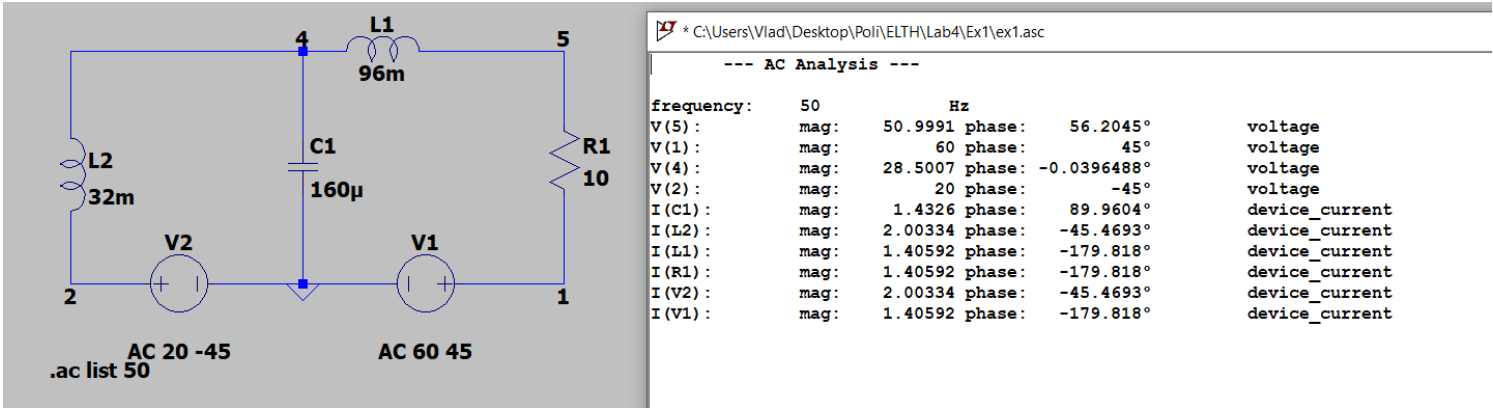 L1
4
5
96m
L2
32m
C1
160µ
R1
10
V2
V1
2
1
AC 20 -45
AC 60 45
.ac list 50
* C:\Users\Vlad\Desktop\Poli\ELTH\Lab4\Ex1\ex1.asc
--- AC Analysis ---
frequency: 50 Hz
V(5): mag: 50.9991 phase: 56.2045° voltage
V(1): mag: 60 phase: 45° voltage
V(4): mag: 28.5007 phase: -0.0396488° voltage
V(2): mag: 20 phase: -45° voltage
I(C1): mag: 1.4326 phase: 89.9604° device_current
I(L2): mag: 2.00334 phase: -45.4693° device_current
I(L1): mag: 1.40592 phase: -179.818° device_current
I(R1): mag: 1.40592 phase: -179.818° device_current
I(V2): mag: 2.00334 phase: -45.4693° device_current
I(V1): mag: 1.40592 phase: -179.818° device_current